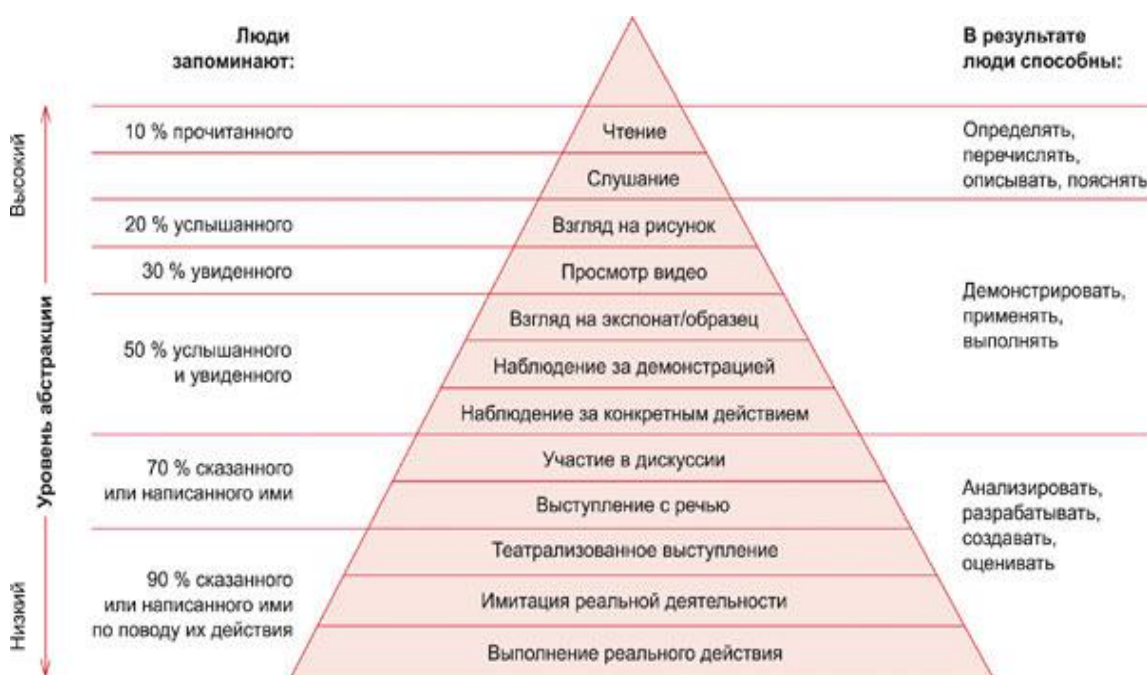 Люди
запоминают:
В результате
люди способны:
Высокий
Уровень абстракции
Низкий
10 % прочитанного
20 % услышанного
30 % увиденного
50 % услышанного
и увиденного
70 % сказанного
или написанного ими
90 % сказанного
или написанного ими
по поводу их действия
Чтение
Слушание
Взгляд на рисунок
Просмотр видео
Взгляд на экспонат/образец
Наблюдение за демонстрацией
Наблюдение за конкретным действием
Участие в дискуссии
Выступление с речью
Театрализованное выступление
Имитация реальной деятельности
Выполнение реального действия
Определять,
перечислять,
описывать, пояснять
Демонстрировать,
применять,
выполнять
Анализировать,
разрабатывать,
создавать,
оценивать